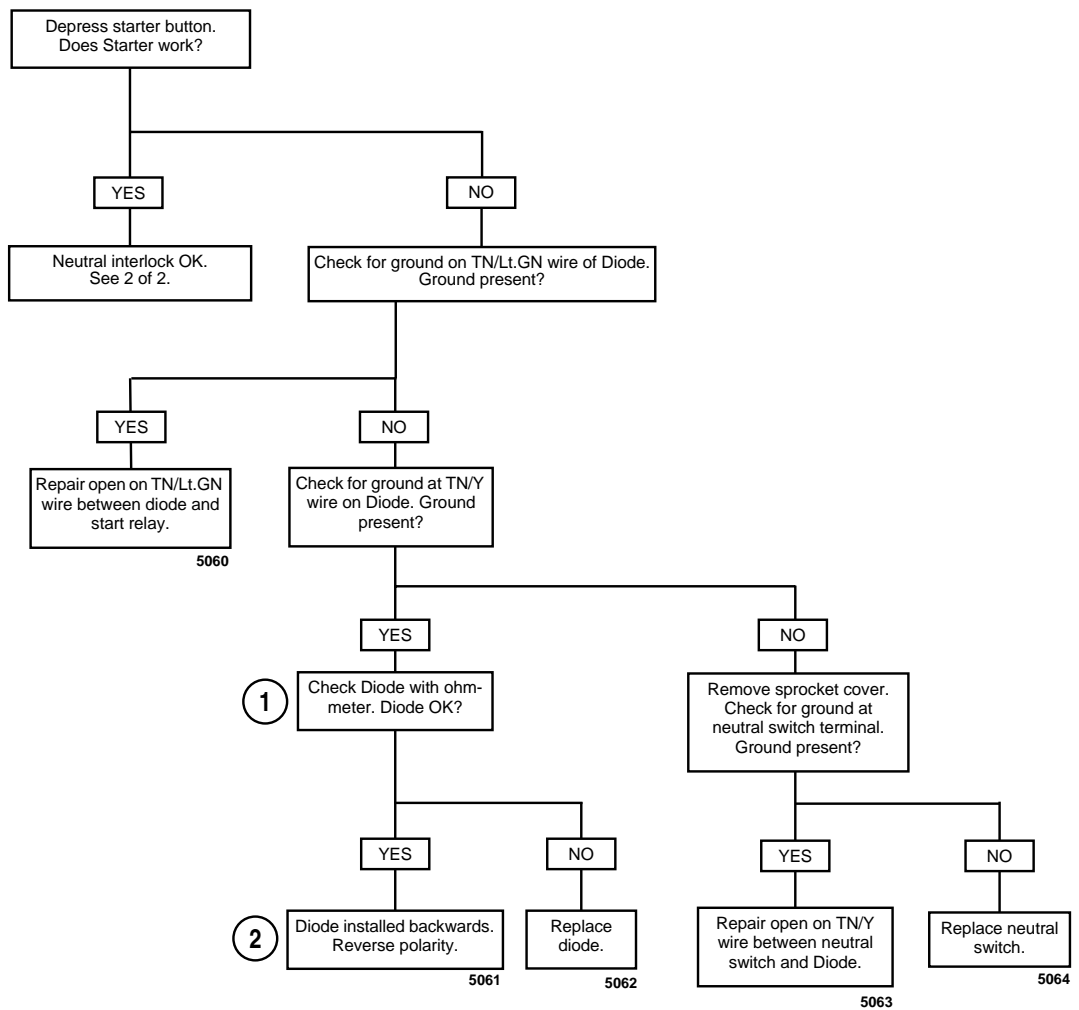 Depress starter button.
Does Starter work?
YES
NO
Neutral interlock OK.
See 2 of 2.
Check for ground on TN/Lt.GN wire of Diode.
Ground present?
YES
NO
Repair open on TN/Lt.GN
wire between diode and
start relay.
5060
Check for ground at TN/Y
wire on Diode. Ground
present?
YES
NO
1
Check Diode with ohm-
meter. Diode OK?
Remove sprocket cover.
Check for ground at
neutral switch terminal.
Ground present?
YES
NO
YES
NO
2
Diode installed backwards.
Reverse polarity.
5061
Replace
diode.
5062
Repair open on TN/Y
wire between neutral
switch and Diode.
5063
Replace neutral
switch.
5064